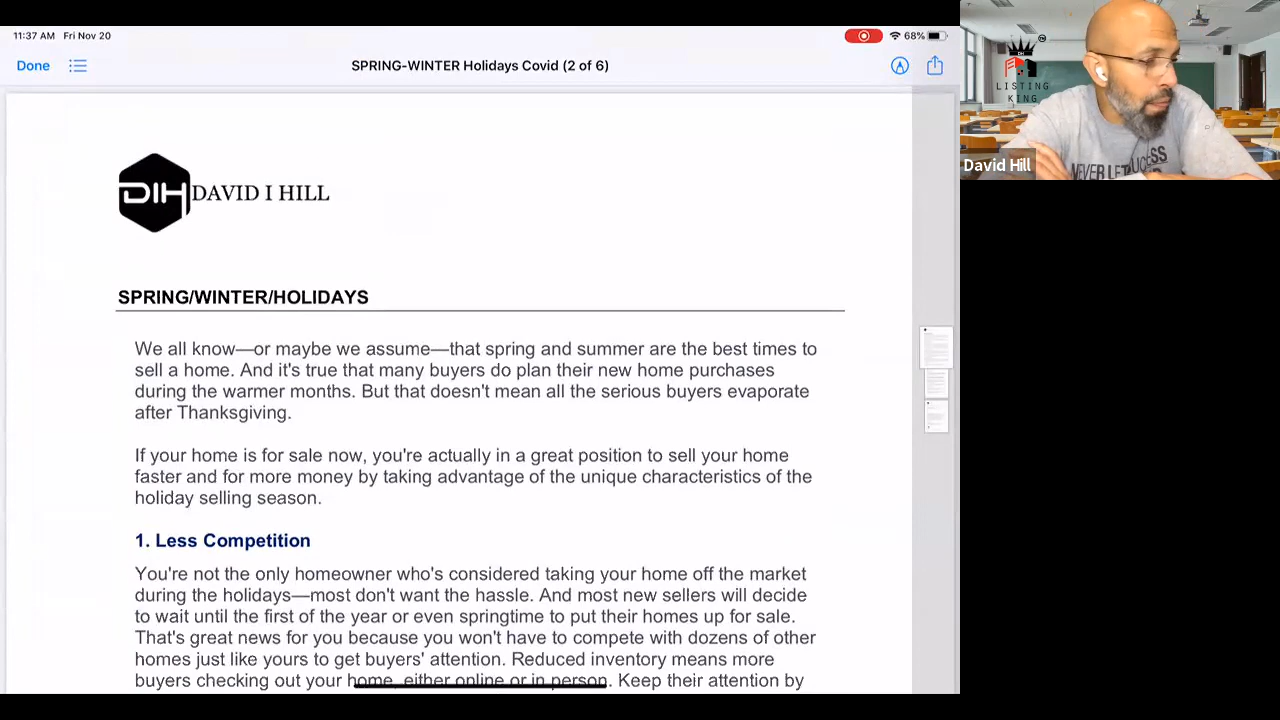 11:37 AM Fri Nov 20
68%
Done
SPRING-WINTER Holidays Covid (2 of 6)
LISTING
KING
David Hill
NEVER LET SUCCESS
DIH DAVID I HILL
SPRING/WINTER/HOLIDAYS
We all know—or maybe we assume—that spring and summer are the best times to
sell a home. And it's true that many buyers do plan their new home purchases
during the warmer months. But that doesn't mean all the serious buyers evaporate
after Thanksgiving.
If your home is for sale now, you're actually in a great position to sell your home
faster and for more money by taking advantage of the unique characteristics of the
holiday selling season.
1. Less Competition
You're not the only homeowner who's considered taking your home off the market
during the holidays—most don't want the hassle. And most new sellers will decide
to wait until the first of the year or even springtime to put their homes up for sale.
That's great news for you because you won't have to compete with dozens of other
homes just like yours to get buyers' attention. Reduced inventory means more
buyers checking out your home, either online or in person. Keep their attention by